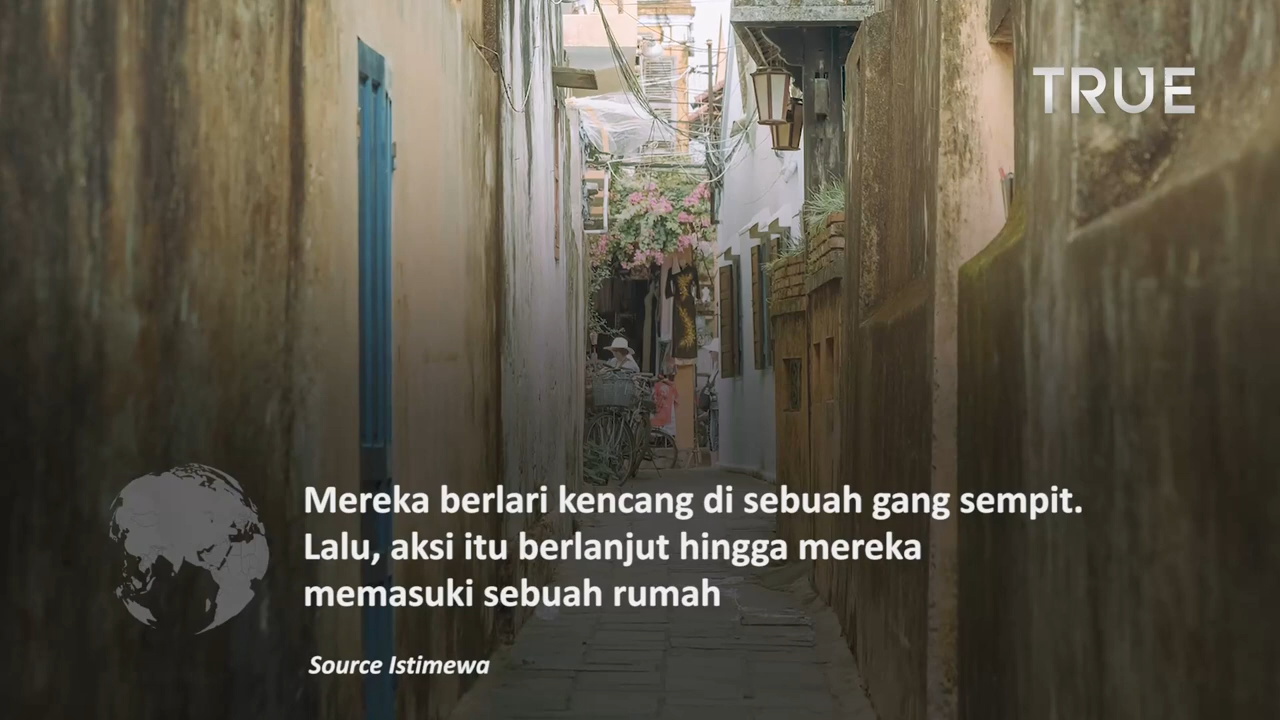 TRUE
Mereka berlari kencang di sebuah gang sempit.
Lalu, aksi itu berlanjut hingga mereka
memasuki sebuah rumah
Source Istimewa